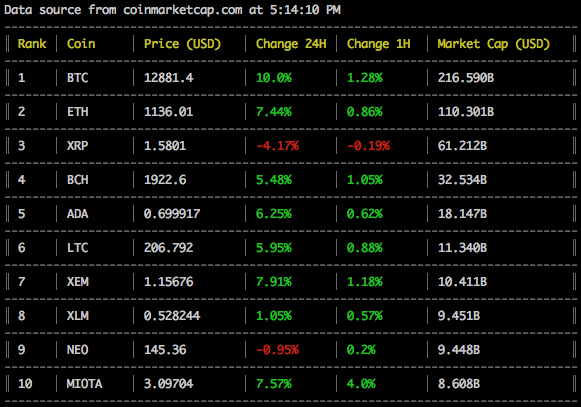 Data source from coinmarketcap.com at 5:14:10 PM
Rank Coin Price (USD) Change 24H Change 1H Market Cap (USD)
1 BTC 12881.4 10.0% 1.28% 216.590B
2 ETH 1136.01 7.44% 0.86% 110.301B
3 XRP 1.5801 -4.17% -0.19% 61.212B
4 BCH 1922.6 5.48% 1.05% 32.534B
5 ADA 0.699917 6.25% 0.62% 18.147B
6 LTC 206.792 5.95% 0.88% 11.340B
7 XEM 1.15676 7.91% 1.18% 10.411B
8 XLM 0.528244 1.05% 0.57% 9.451B
9 NEO 145.36 -0.95% 0.2% 9.448B
10 MIOTA 3.09704 7.57% 4.0% 8.608B